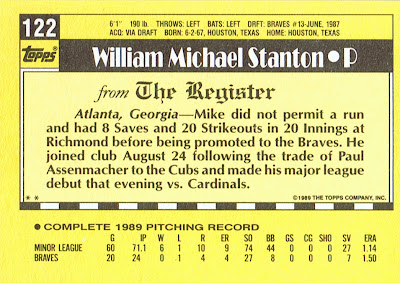 122
6'1" 190 lb. THROWS: LEFT BATS: LEFT DRFT: BRAVES #13-JUNE, 1987
ACQ: VIA DRAFT BORN: 6-2-67, HOUSTON, TEXAS HOME: HOUSTON, TEXAS
Topps® William Michael Stanton • P
from The Register
Atlanta, Georgia—Mike did not permit a run
and had 8 Saves and 20 Strikeouts in 20 Innings at
Richmond before being promoted to the Braves. He
joined club August 24 following the trade of Paul
Assenmacher to the Cubs and made his major league
debut that evening vs. Cardinals.
* * ©1989 THE TOPPS COMPANY, INC.
• COMPLETE 1989 PITCHING RECORD
G IP W L R ER SO BB GS CG SHO SV ERA
MINOR LEAGUE 60 71.1 6 1 10 9 74 44 0 0 0 27 1.14
BRAVES 20 24 0 1 4 4 27 8 0 0 0 7 1.50